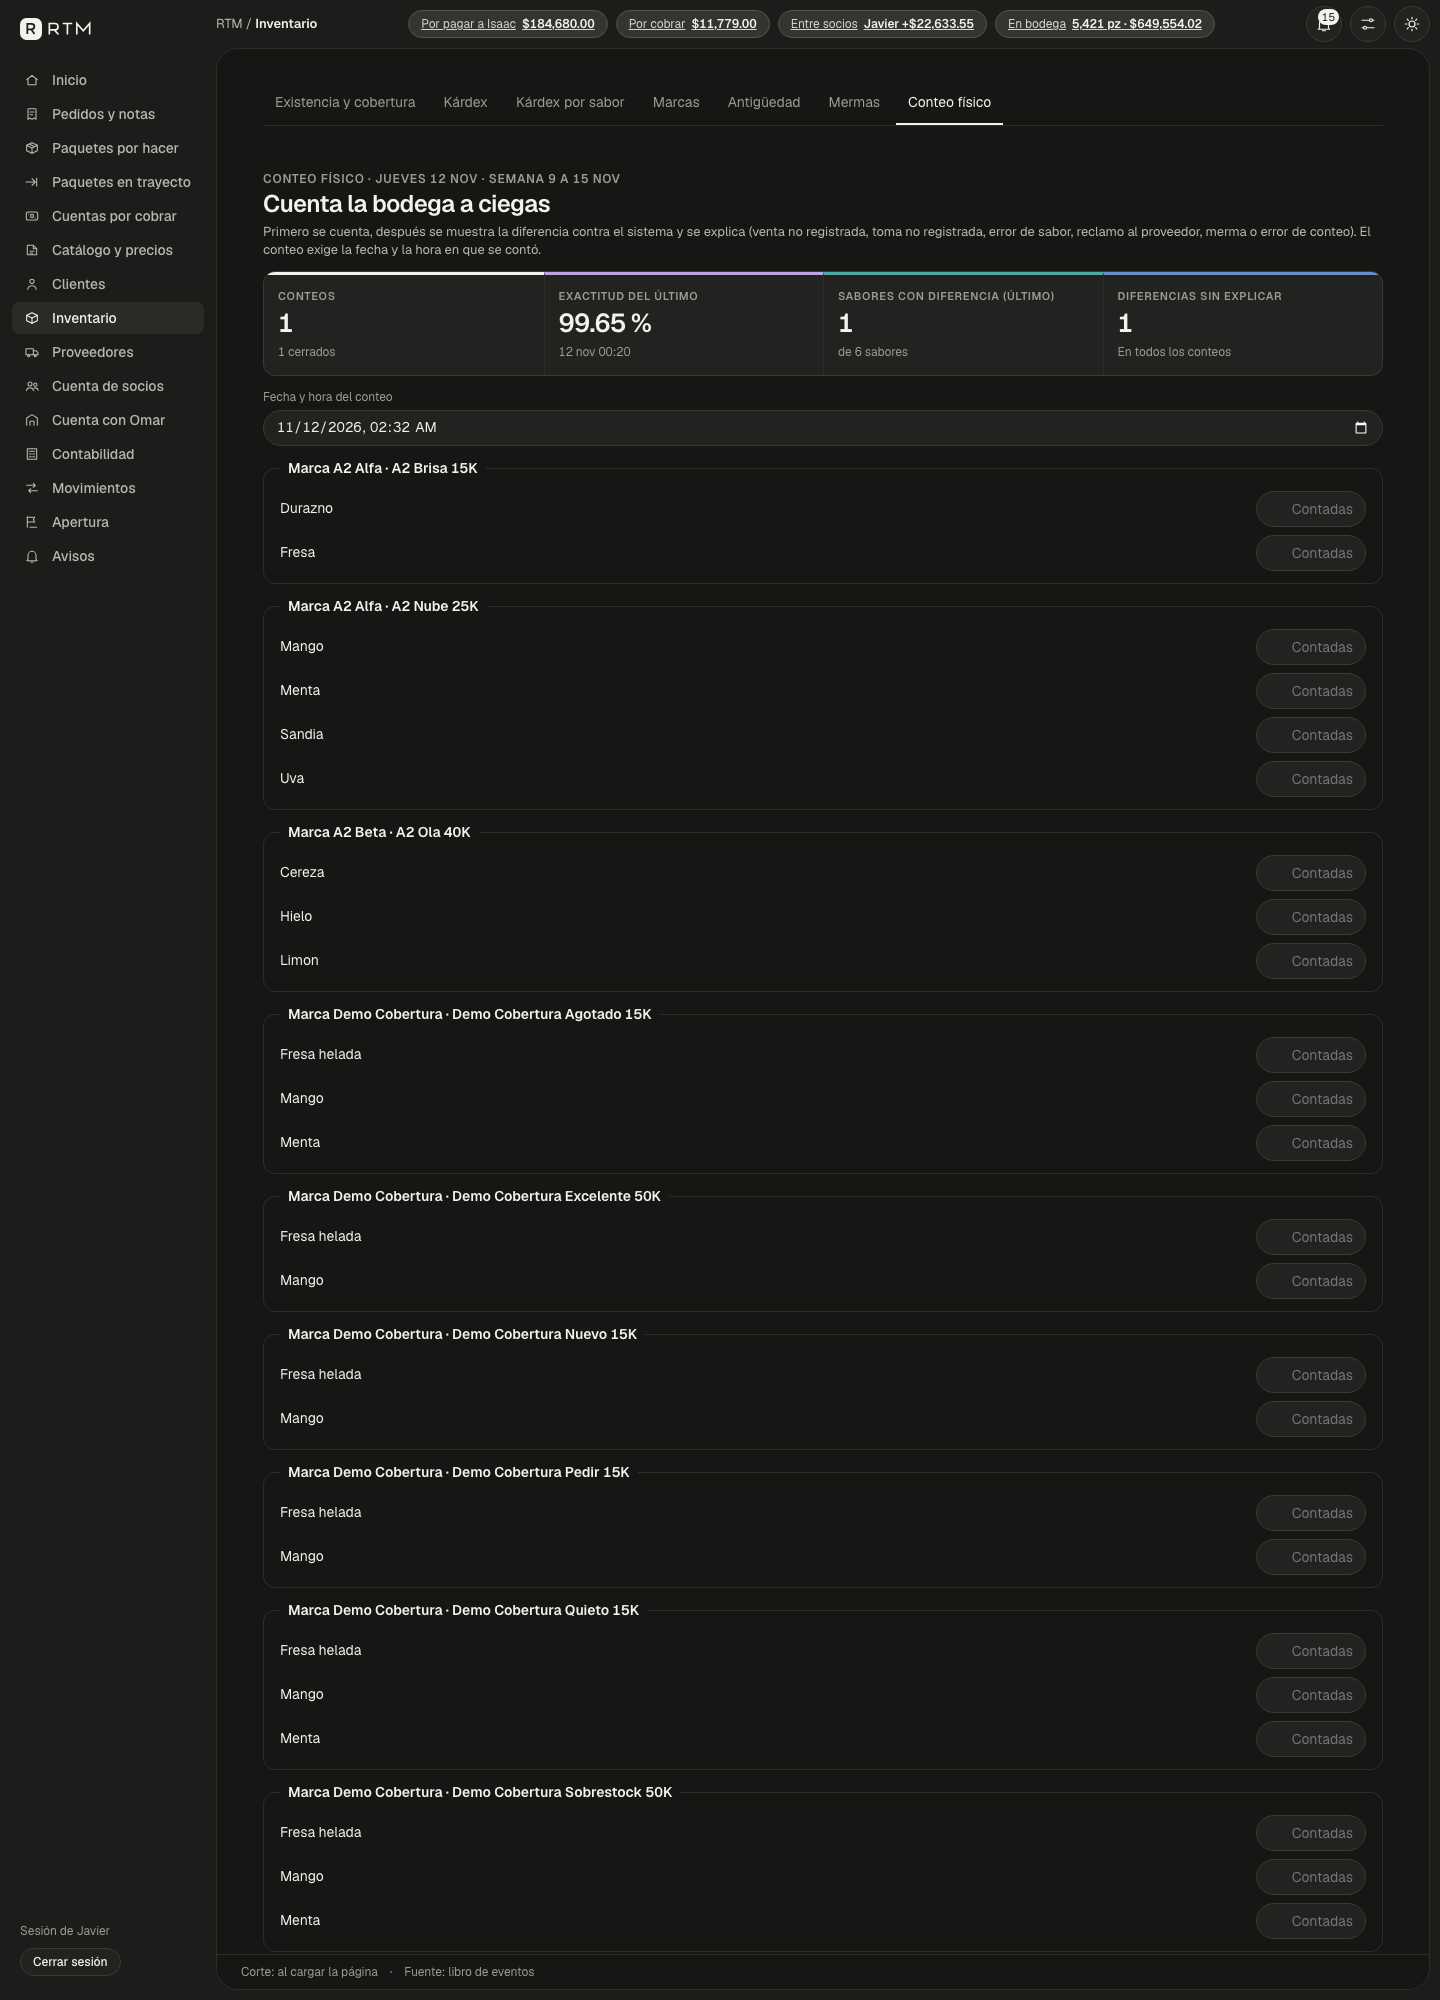 R RTM
Inicio
Pedidos y notas
Paquetes por hacer
Paquetes en trayecto
Cuentas por cobrar
Catálogo y precios
Clientes
Inventario
Proveedores
Cuenta de socios
Cuenta con Omar
Contabilidad
Movimientos
Apertura
Avisos
Sesión de Javier
Cerrar sesión
RTM / Inventario
Por pagar a Isaac $184,680.00
Por cobrar $11,779.00
Entre socios Javier +$22,633.55
En bodega 5,421 pz · $649,554.02
15
Existencia y cobertura Kárdex Kárdex por sabor Marcas Antigüedad Mermas Conteo físico
CONTEO FÍSICO · JUEVES 12 NOV · SEMANA 9 A 15 NOV
Cuenta la bodega a ciegas
Primero se cuenta, después se muestra la diferencia contra el sistema y se explica (venta no registrada, toma no registrada, error de sabor, reclamo al proveedor, merma o error de conteo). El
conteo exige la fecha y la hora en que se contó.
CONTEOS
1
1 cerrados
EXACTITUD DEL ÚLTIMO
99.65 %
12 nov 00:20
SABORES CON DIFERENCIA (ÚLTIMO)
1
de 6 sabores
DIFERENCIAS SIN EXPLICAR
1
En todos los conteos
Fecha y hora del conteo
11/12/2026, 02:32 AM
Marca A2 Alfa · A2 Brisa 15K
Durazno Contadas
Fresa Contadas
Marca A2 Alfa · A2 Nube 25K
Mango Contadas
Menta Contadas
Sandia Contadas
Uva Contadas
Marca A2 Beta · A2 Ola 40K
Cereza Contadas
Hielo Contadas
Limon Contadas
Marca Demo Cobertura · Demo Cobertura Agotado 15K
Fresa helada Contadas
Mango Contadas
Menta Contadas
Marca Demo Cobertura · Demo Cobertura Excelente 50K
Fresa helada Contadas
Mango Contadas
Marca Demo Cobertura · Demo Cobertura Nuevo 15K
Fresa helada Contadas
Mango Contadas
Marca Demo Cobertura · Demo Cobertura Pedir 15K
Fresa helada Contadas
Mango Contadas
Marca Demo Cobertura · Demo Cobertura Quieto 15K
Fresa helada Contadas
Mango Contadas
Menta Contadas
Marca Demo Cobertura · Demo Cobertura Sobrestock 50K
Fresa helada Contadas
Mango Contadas
Menta Contadas
Corte: al cargar la página · Fuente: libro de eventos